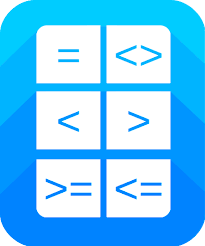 = <>
< >
>= <=